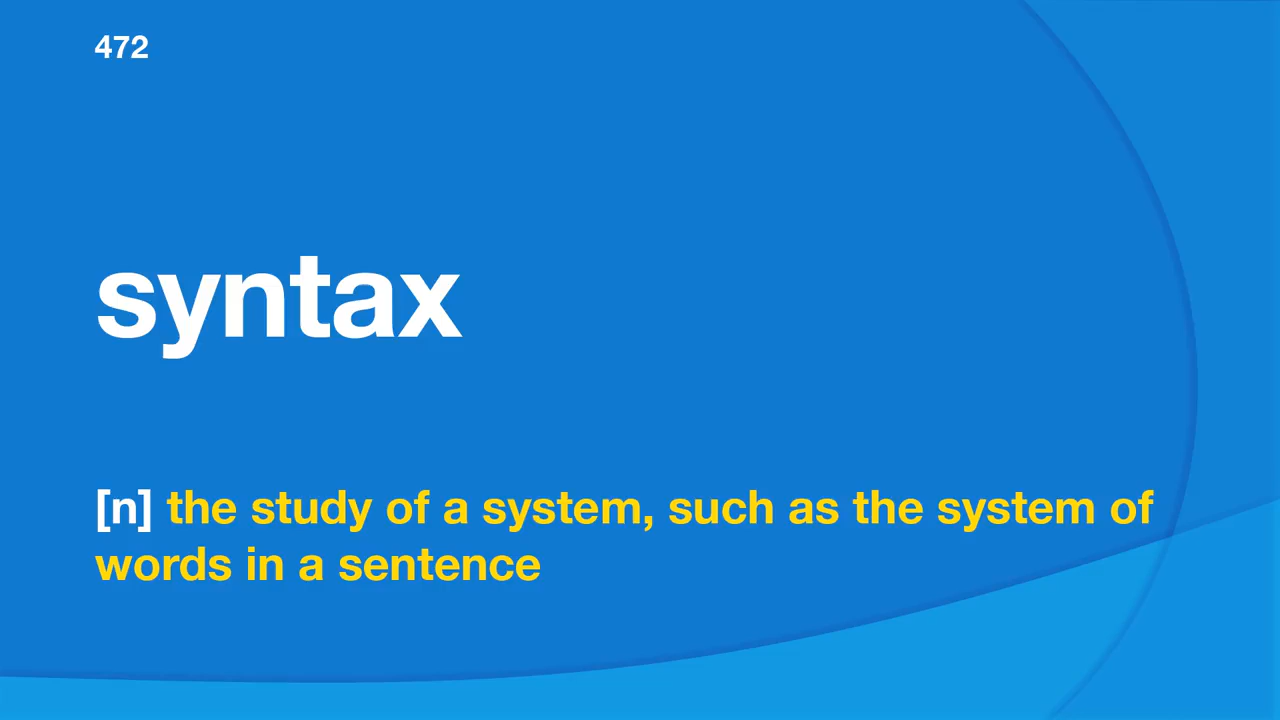 472
syntax
[n] the study of a system, such as the system of
words in a sentence